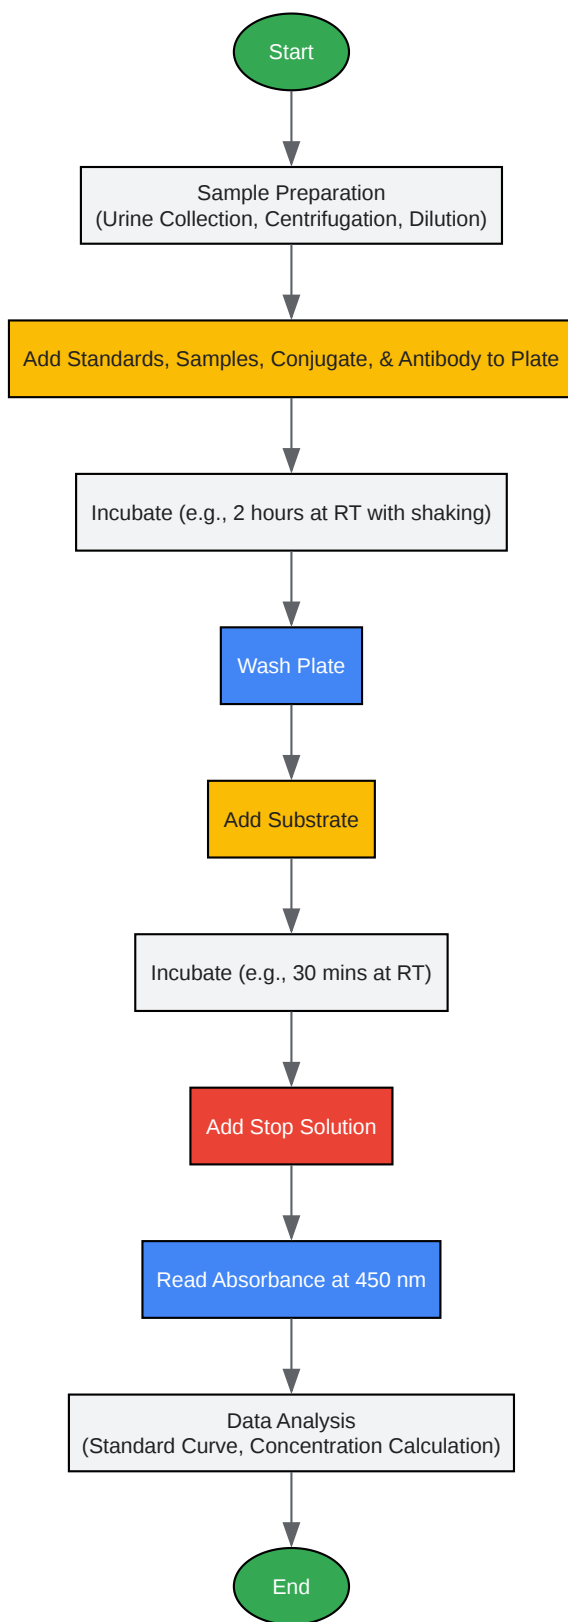 Start
Sample Preparation
(Urine Collection, Centrifugation, Dilution)
Add Standards, Samples, Conjugate, & Antibody to Plate
Incubate (e.g., 2 hours at RT with shaking)
Wash Plate
Add Substrate
Incubate (e.g., 30 mins at RT)
Add Stop Solution
Read Absorbance at 450 nm
Data Analysis
(Standard Curve, Concentration Calculation)
End